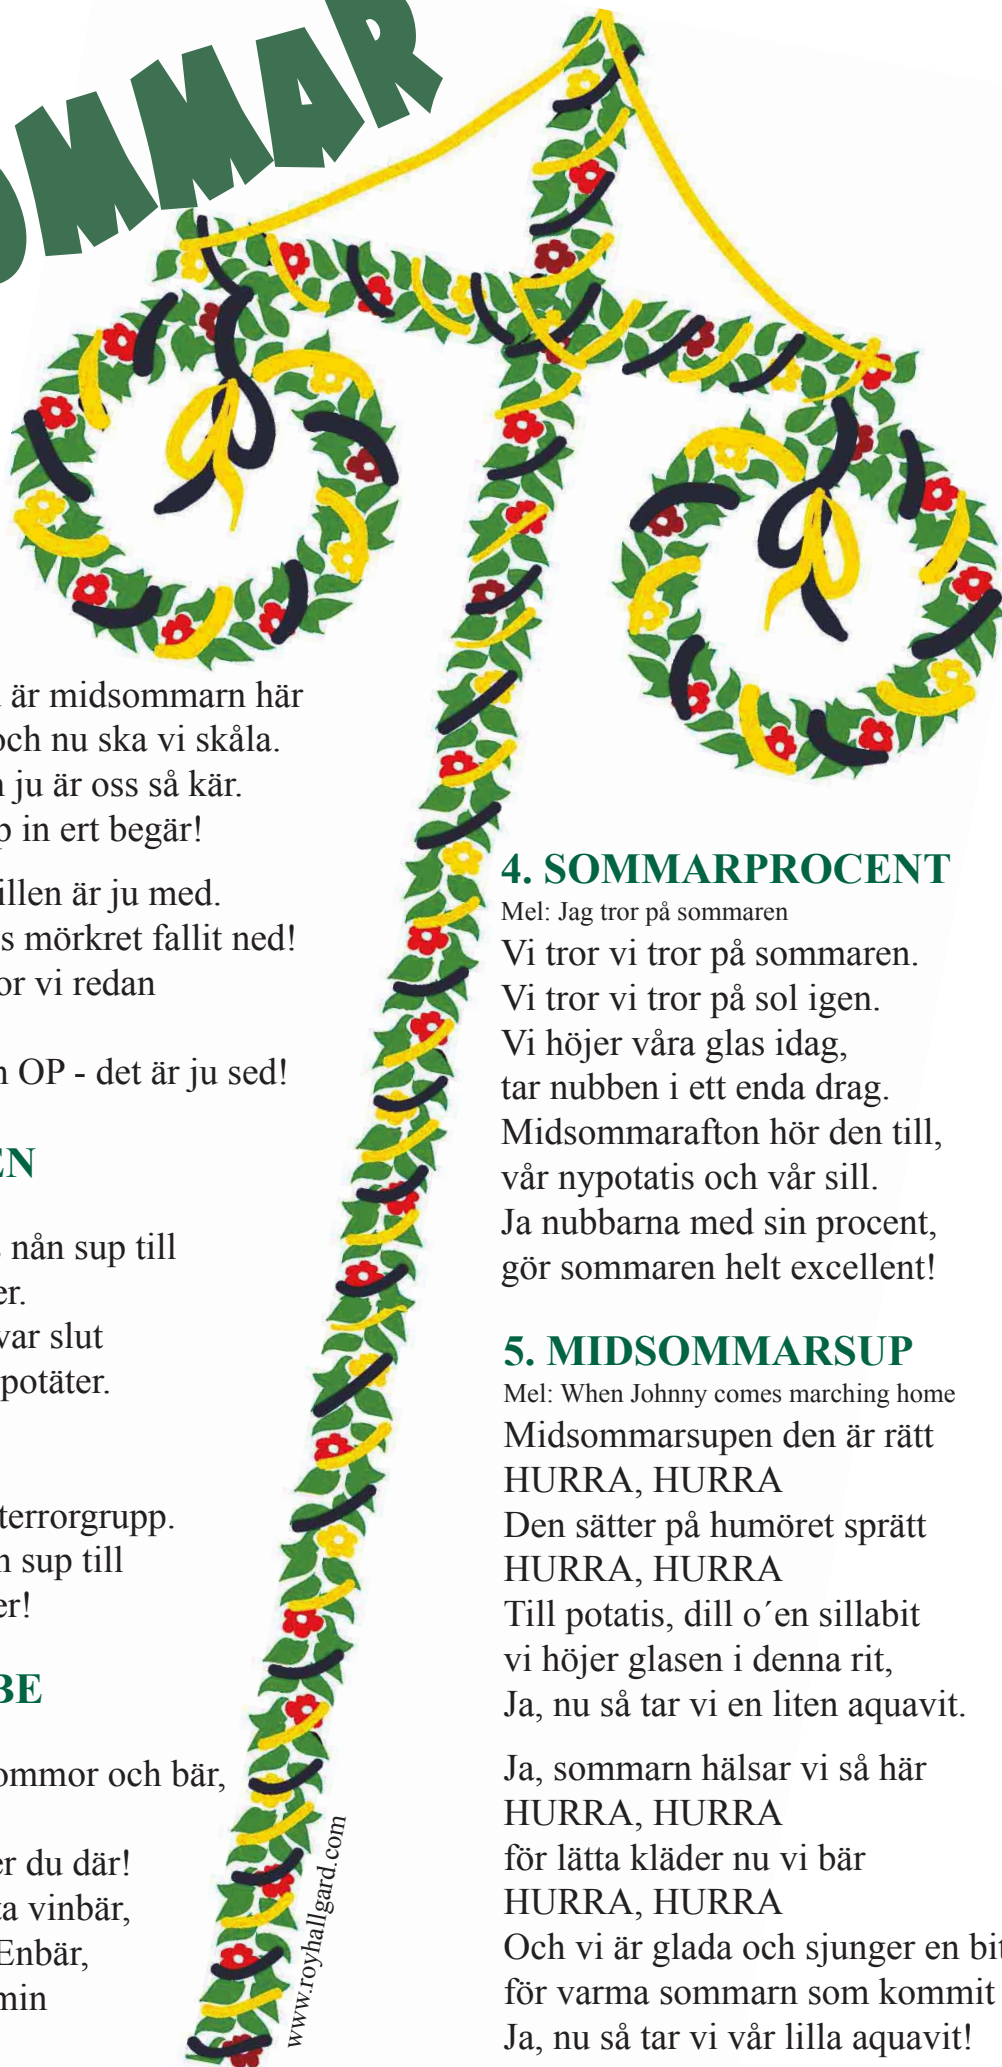 OMMAR
är midsommarn här
och nu ska vi skåla.
ju är oss så kär.
in ert begär!
illen är ju med.
s mörkret fallit ned!
or vi redan
OP - det är ju sed!
EN
nån sup till
er.
var slut
potäter.
terrorgrupp.
sup till
er!
BE
ommor och bär,
er du där!
ta vinbär,
Enbär,
min
www.royhallgard.com
4. SOMMARPROCENT
Mel: Jag tror på sommaren
Vi tror vi tror på sommaren.
Vi tror vi tror på sol igen.
Vi höjer våra glas idag,
tar nubben i ett enda drag.
Midsommarafton hör den till,
vår nypotatis och vår sill.
Ja nubbarna med sin procent,
gör sommaren helt excellent!
5. MIDSOMMARSUP
Mel: When Johnny comes marching home
Midsommarsupen den är rätt
HURRA, HURRA
Den sätter på humöret sprätt
HURRA, HURRA
Till potatis, dill o´en sillabit
vi höjer glasen i denna rit,
Ja, nu så tar vi en liten aquavit.
Ja, sommarn hälsar vi så här
HURRA, HURRA
för lätta kläder nu vi bär
HURRA, HURRA
Och vi är glada och sjunger en bit
för varma sommarn som kommit
Ja, nu så tar vi vår lilla aquavit!